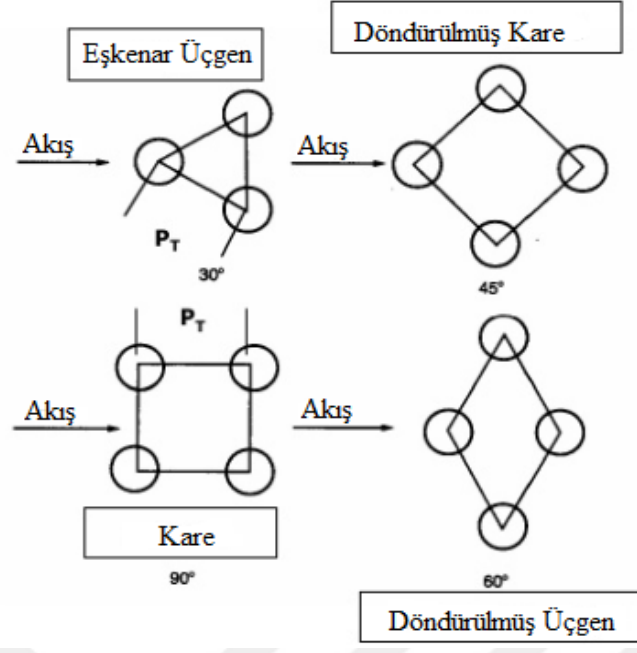 Eşkenar Üçgen
Döndürülmüş Kare
Akış
Akış
P_T
30°
45°
P_T
Akış
Akış
Kare
90°
60°
Döndürülmüş Üçgen